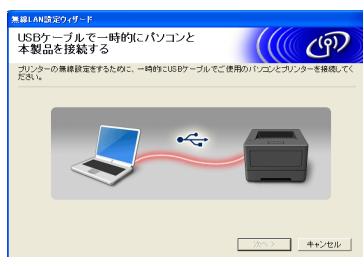 無線LAN設定ウィザード
USBケーブルで一時的にパソコンと
本製品を接続する
プリンターの無線設定をするために、一時的にUSBケーブルでご使用のパソコンとプリンターを接続してく
ださい。
次へ >
キャンセル